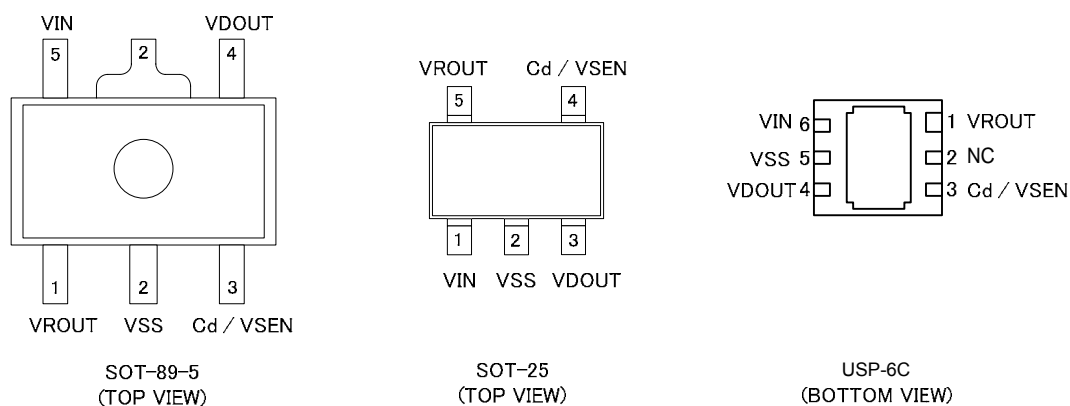 VIN
VDOUT
5
2
4
1
2
3
VROUT
VSS
Cd / VSEN
SOT-89-5
(TOP VIEW)
VROUT
Cd / VSEN
5
4
1
2
3
VIN
VSS
VDOUT
SOT-25
(TOP VIEW)
VIN 6
1 VROUT
VSS 5
2 NC
VDOUT 4
3 Cd / VSEN
USP-6C
(BOTTOM VIEW)